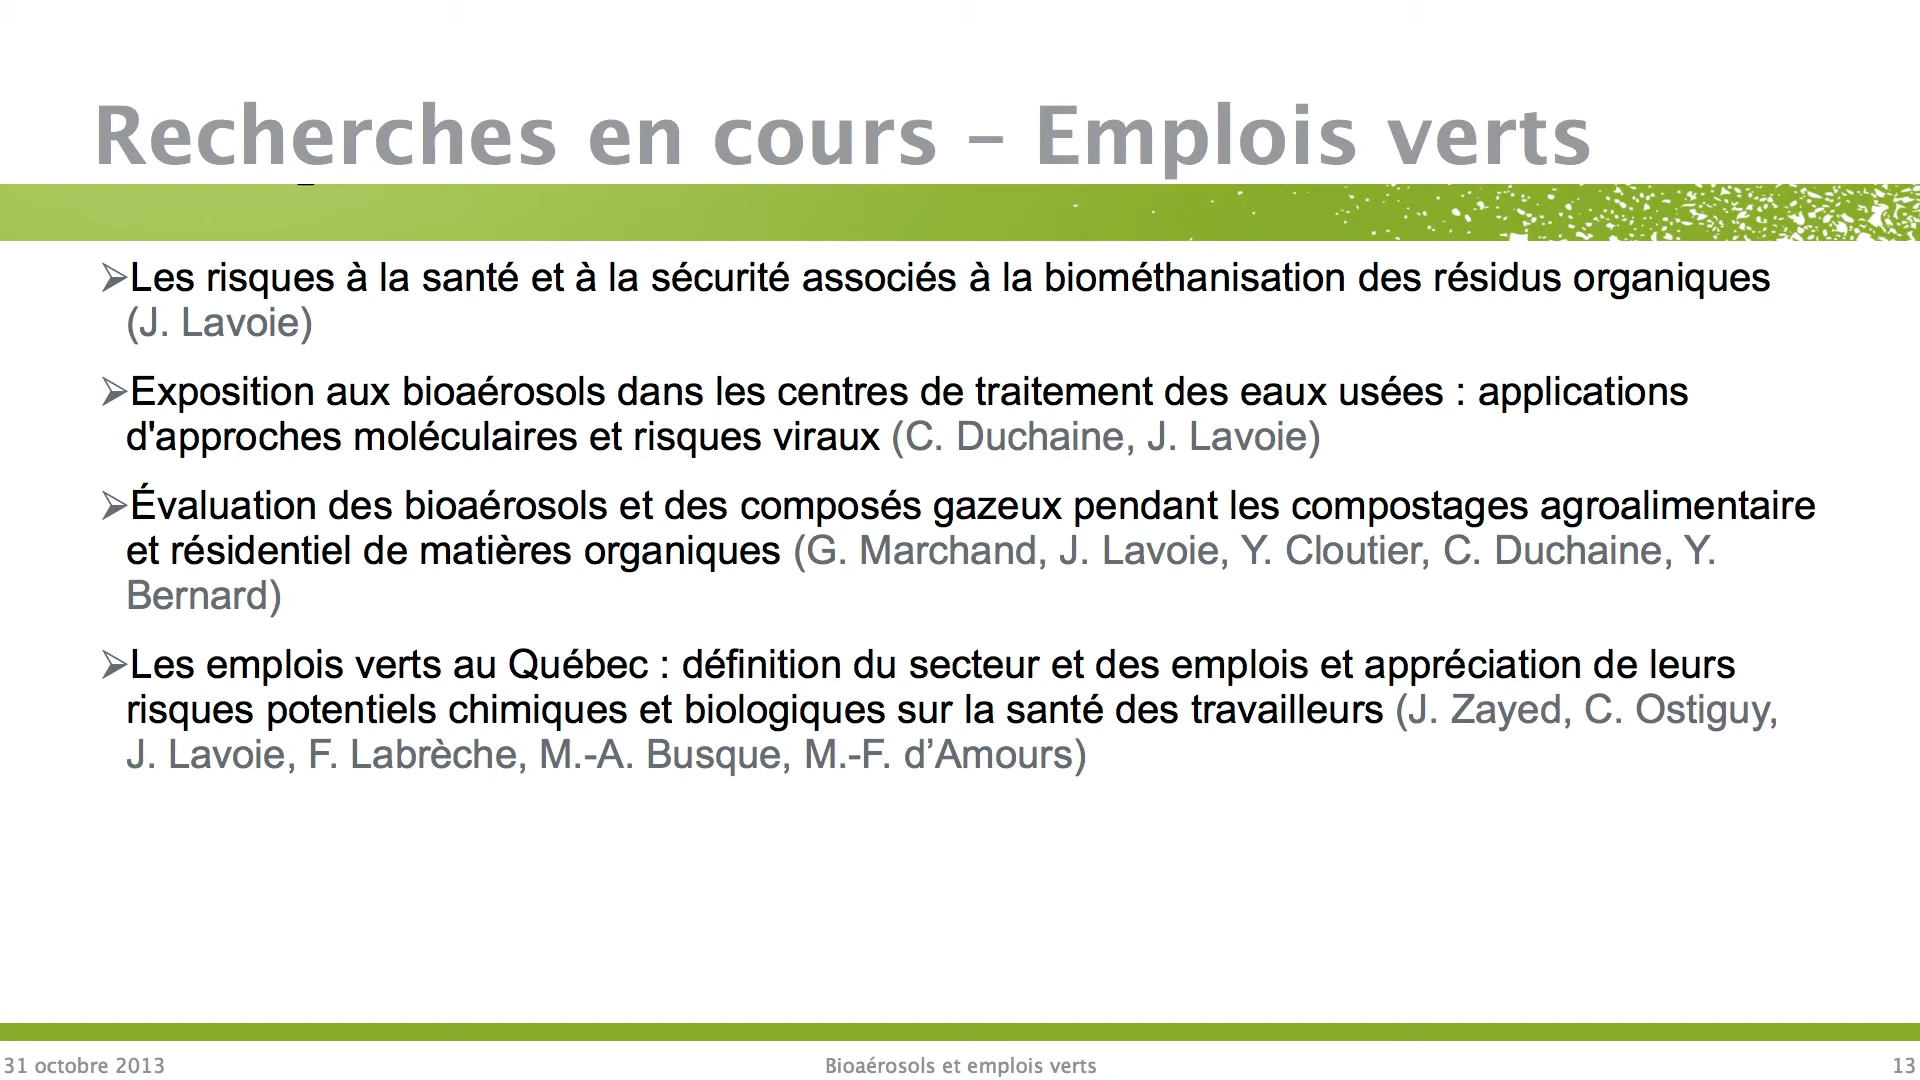 Recherches en cours – Emplois verts
➢Les risques à la santé et à la sécurité associés à la biométhanisation des résidus organiques
(J. Lavoie)
➢Exposition aux bioaérosols dans les centres de traitement des eaux usées : applications
d'approches moléculaires et risques viraux (C. Duchaine, J. Lavoie)
➢Évaluation des bioaérosols et des composés gazeux pendant les compostages agroalimentaire
et résidentiel de matières organiques (G. Marchand, J. Lavoie, Y. Cloutier, C. Duchaine, Y.
Bernard)
➢Les emplois verts au Québec : définition du secteur et des emplois et appréciation de leurs
risques potentiels chimiques et biologiques sur la santé des travailleurs (J. Zayed, C. Ostiguy,
J. Lavoie, F. Labrèche, M.-A. Busque, M.-F. d’Amours)
31 octobre 2013
Bioaérosols et emplois verts
13